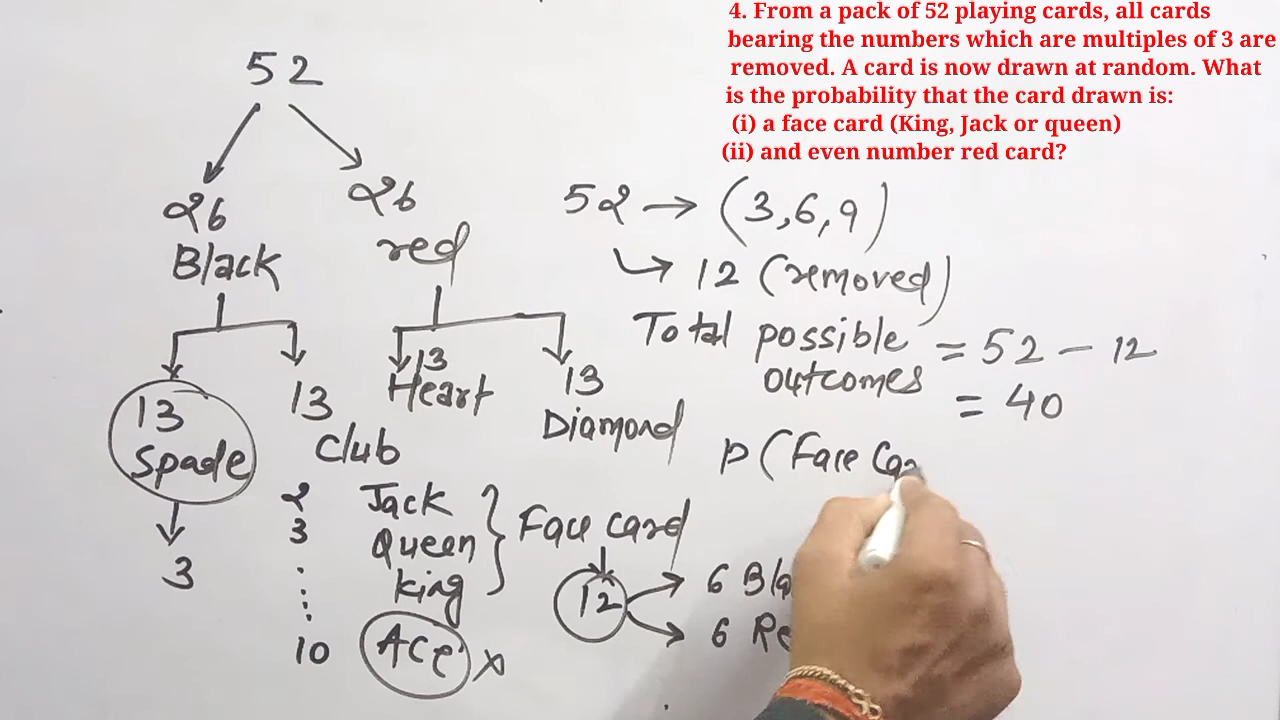 4. From a pack of 52 playing cards, all cards
bearing the numbers which are multiples of 3 are
removed. A card is now drawn at random. What
is the probability that the card drawn is:
(i) a face card (King, Jack or queen)
(ii) and even number red card?
52
26
Black
26
red
13
Spade
13
Club
13
Heart
13
Diamond
3
2
3
10
Jack
Queen
king
Ace ×
Face card
12
6 Bla
6 Re
52 → (3,6,9)
→ 12 (removed)
Total possible
outcomes
= 52 - 12
= 40
P (Face Ca